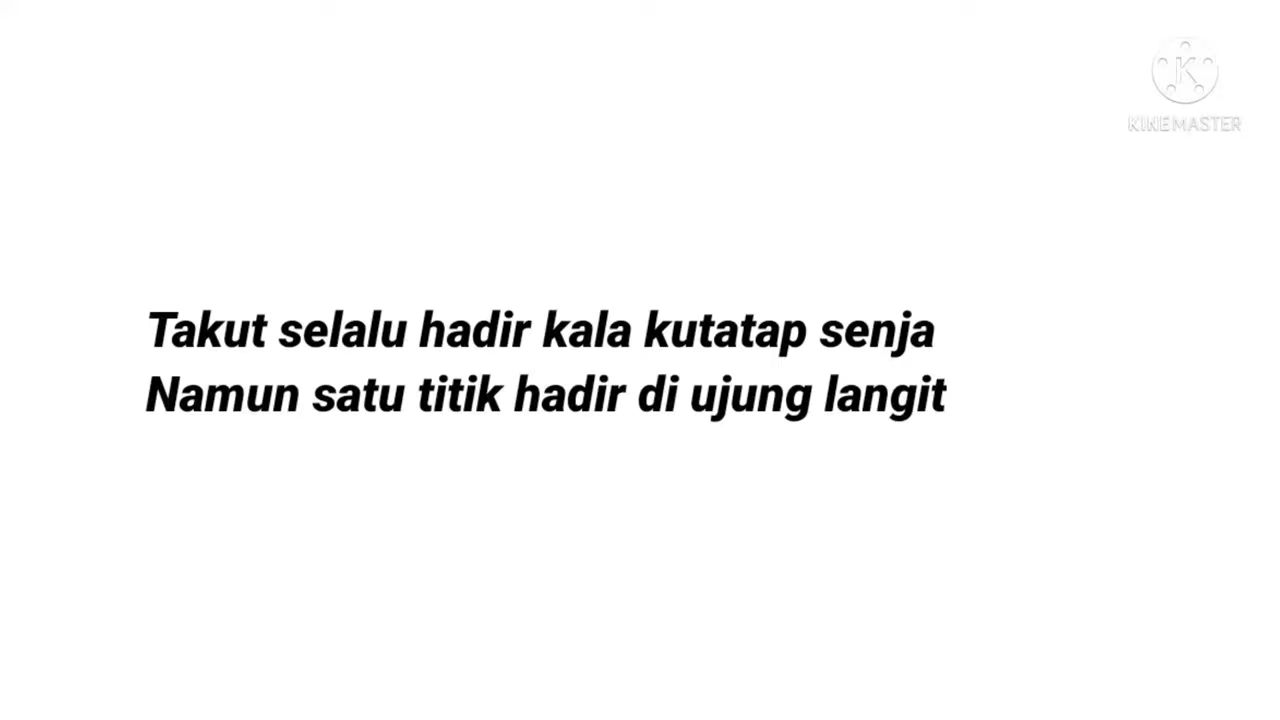 KINEMASTER
Takut selalu hadir kala kutatap senja
Namun satu titik hadir di ujung langit